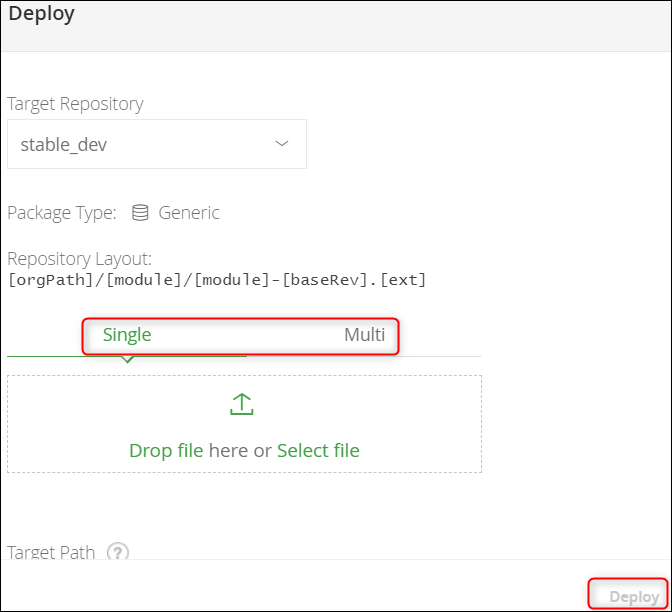 Deploy
Target Repository
stable_dev
Package Type: Generic
Repository Layout:
[orgPath]/[module]/[module]-[baseRev].[ext]
Single Multi
Drop file here or Select file
Target Path ?
Deploy